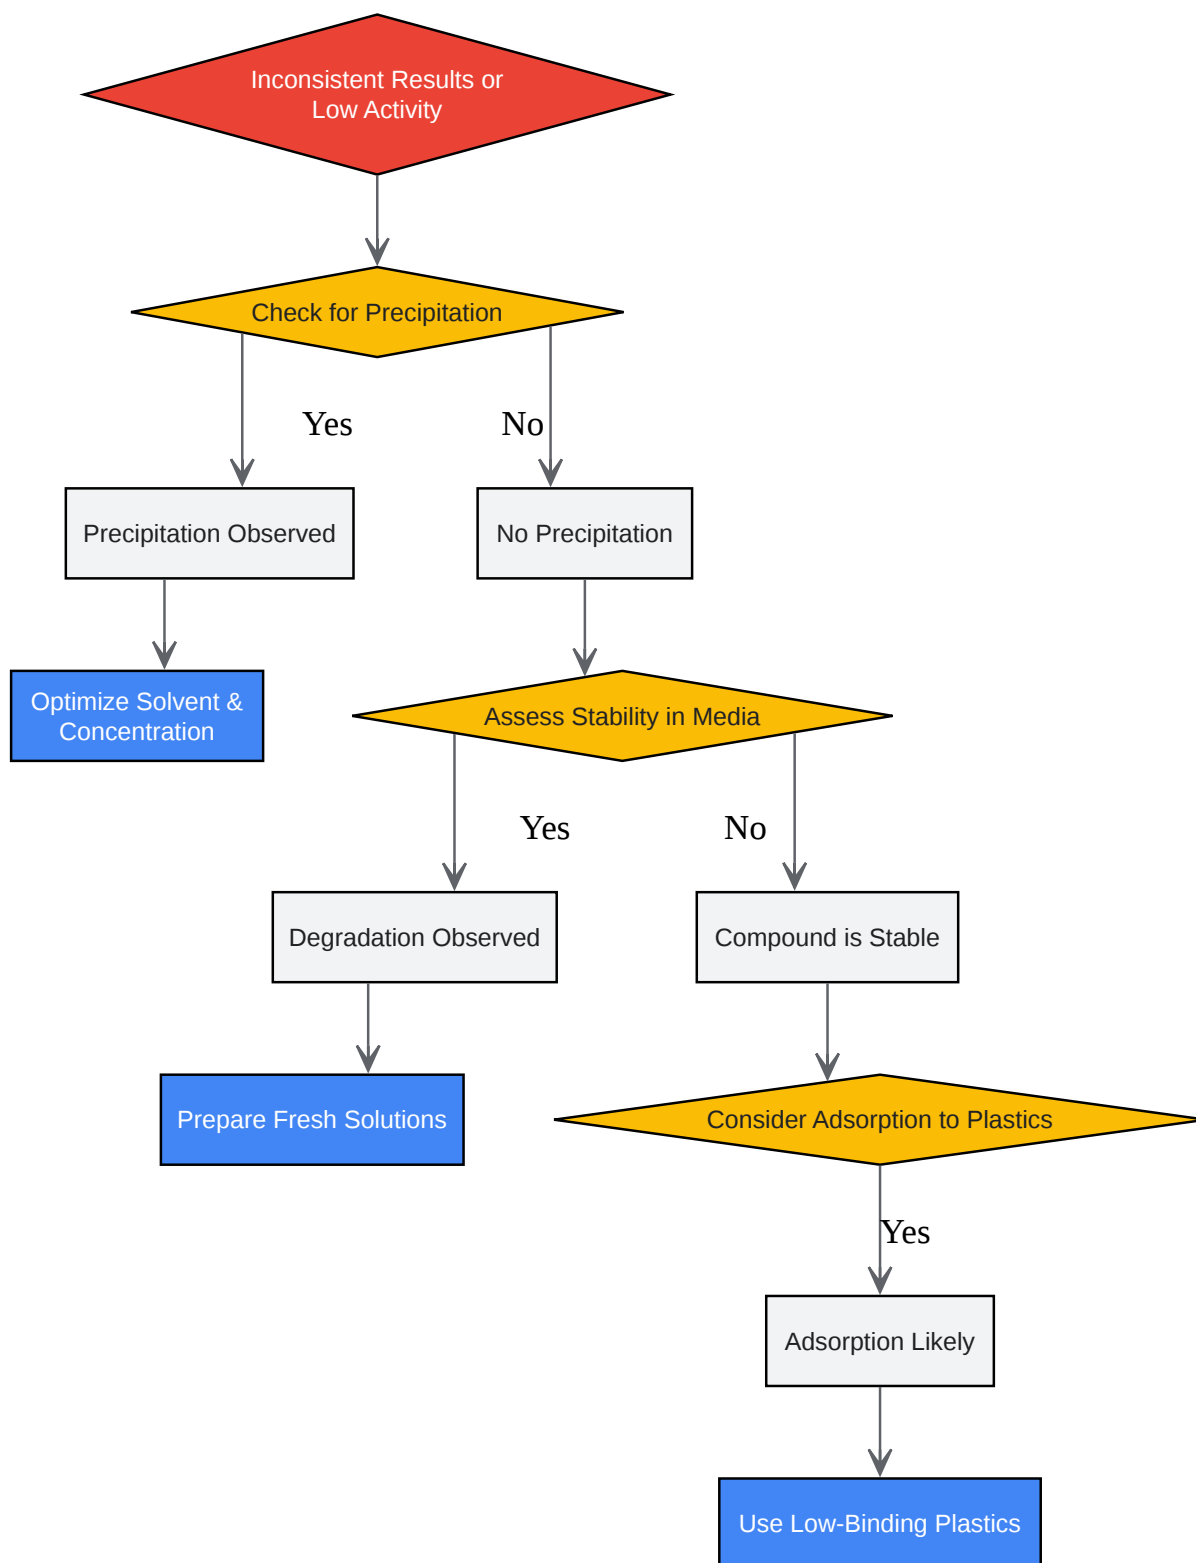 Inconsistent Results or
Low Activity
Check for Precipitation
Yes
No
Precipitation Observed
No Precipitation
Optimize Solvent &
Concentration
Assess Stability in Media
Yes
No
Degradation Observed
Compound is Stable
Prepare Fresh Solutions
Consider Adsorption to Plastics
Yes
Adsorption Likely
Use Low-Binding Plastics